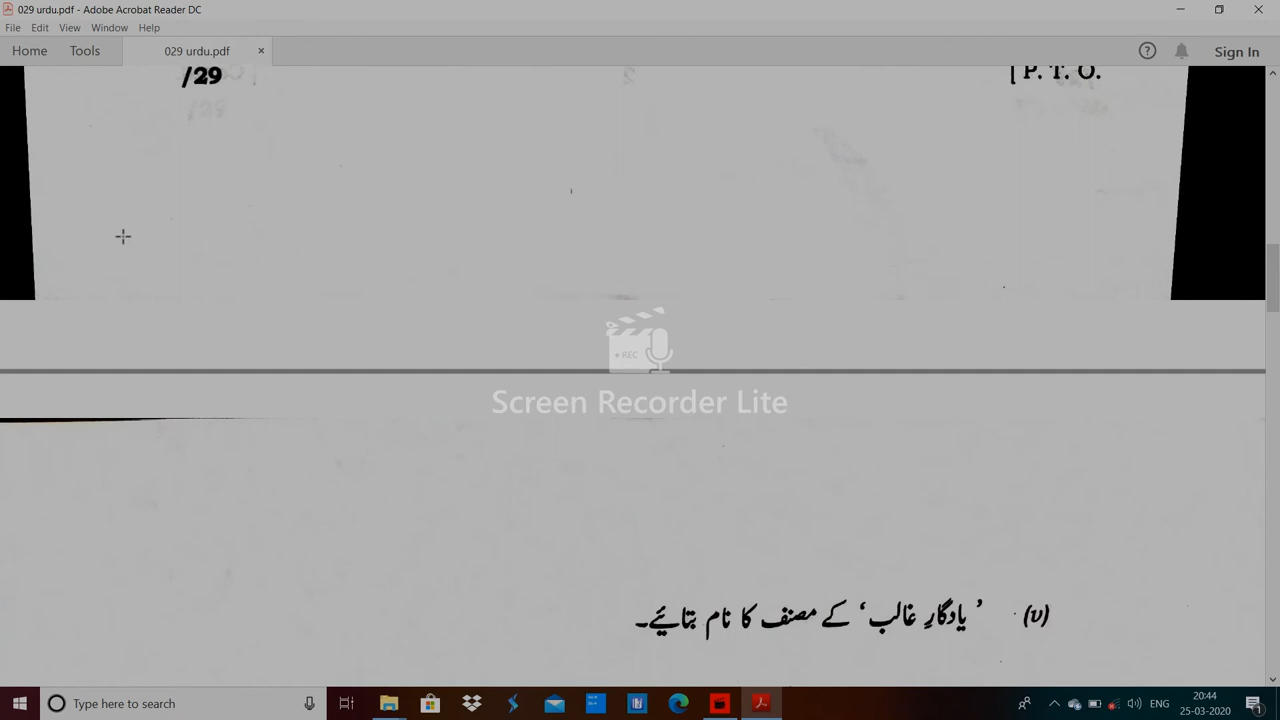 029 urdu.pdf - Adobe Acrobat Reader DC
File Edit View Window Help
Home Tools 029 urdu.pdf × Sign In
/29 [ P. T. O.
• REC
Screen Recorder Lite
(v) ’یادگارِ غالب‘ کے مصنف کا نام بتائیے۔
Type here to search
ENG 20:44
25-03-2020